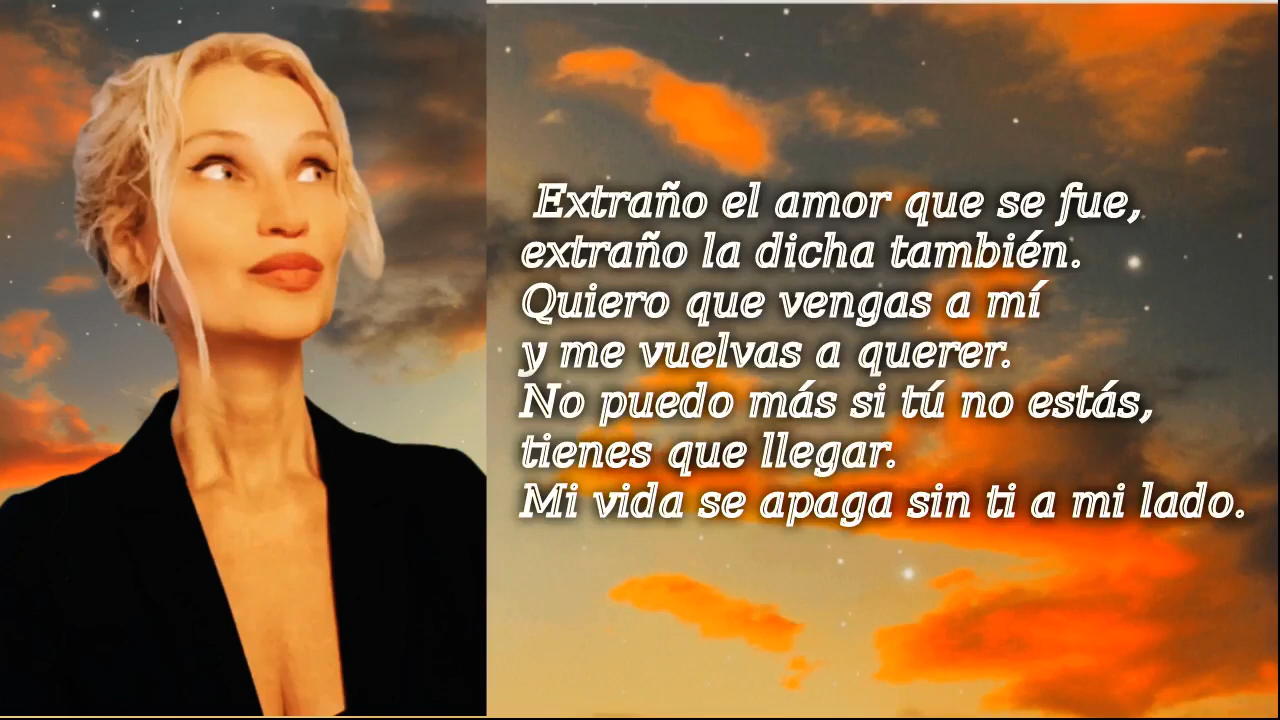 Extraño el amor que se fue,
extraño la dicha también.
Quiero que vengas a mí
y me vuelvas a querer.
No puedo más si tú no estás,
tienes que llegar.
Mi vida se apaga sin ti a mi lado.